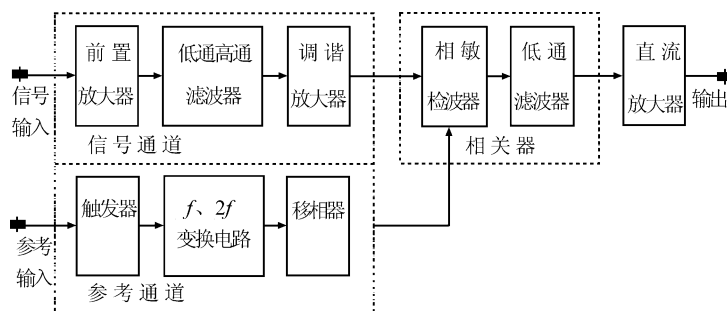 前置
放大器
低通高通
滤波器
调谐
放大器
相敏
检波器
低通
滤波器
直流
放大器
信号
输入
输出
信号通道
相关器
触发器
f、2f
变换电路
移相器
参考
输入
参考通道